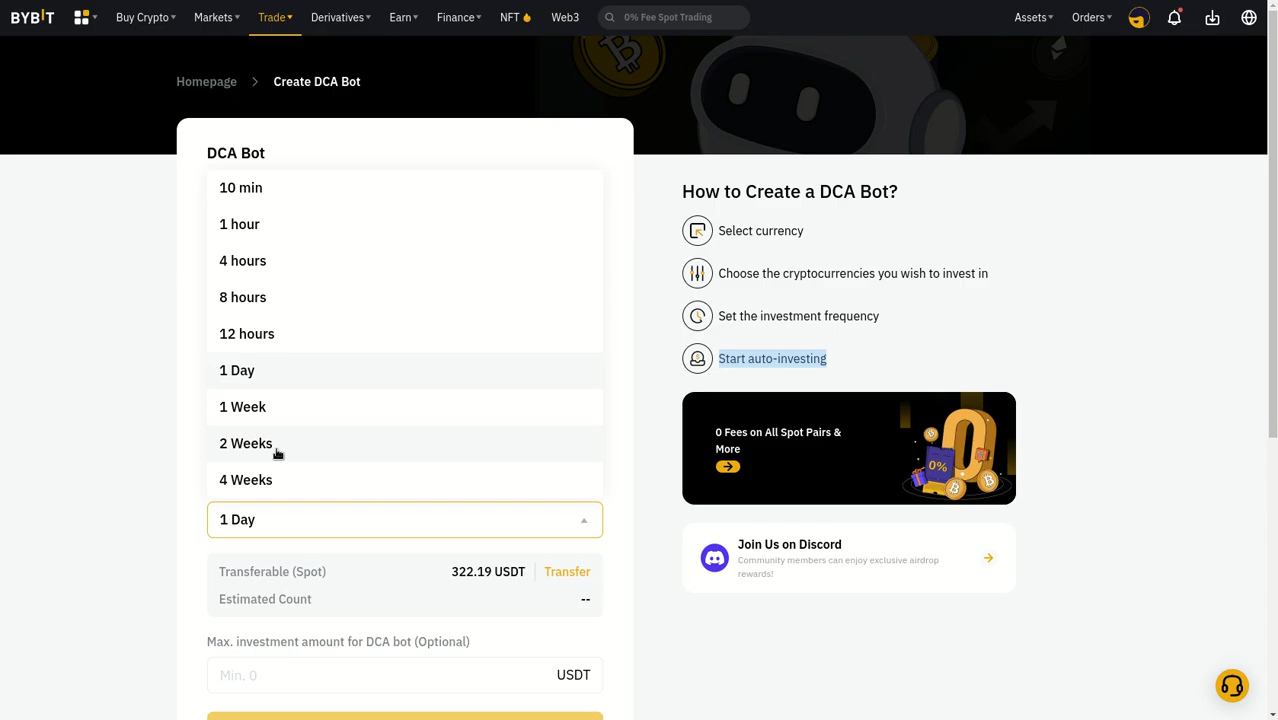 BYBIT
Buy Crypto
Markets
Trade
Derivatives
Earn
Finance
NFT
Web3
0% Fee Spot Trading
Assets
Orders
Homepage > Create DCA Bot
DCA Bot
10 min
1 hour
4 hours
8 hours
12 hours
1 Day
1 Week
2 Weeks
4 Weeks
1 Day
Transferable (Spot) 322.19 USDT Transfer
Estimated Count --
Max. investment amount for DCA bot (Optional)
Min. 0 USDT
How to Create a DCA Bot?
Select currency
Choose the cryptocurrencies you wish to invest in
Set the investment frequency
Start auto-investing
0 Fees on All Spot Pairs &
More
0%
Join Us on Discord
Community members can enjoy exclusive airdrop
rewards!